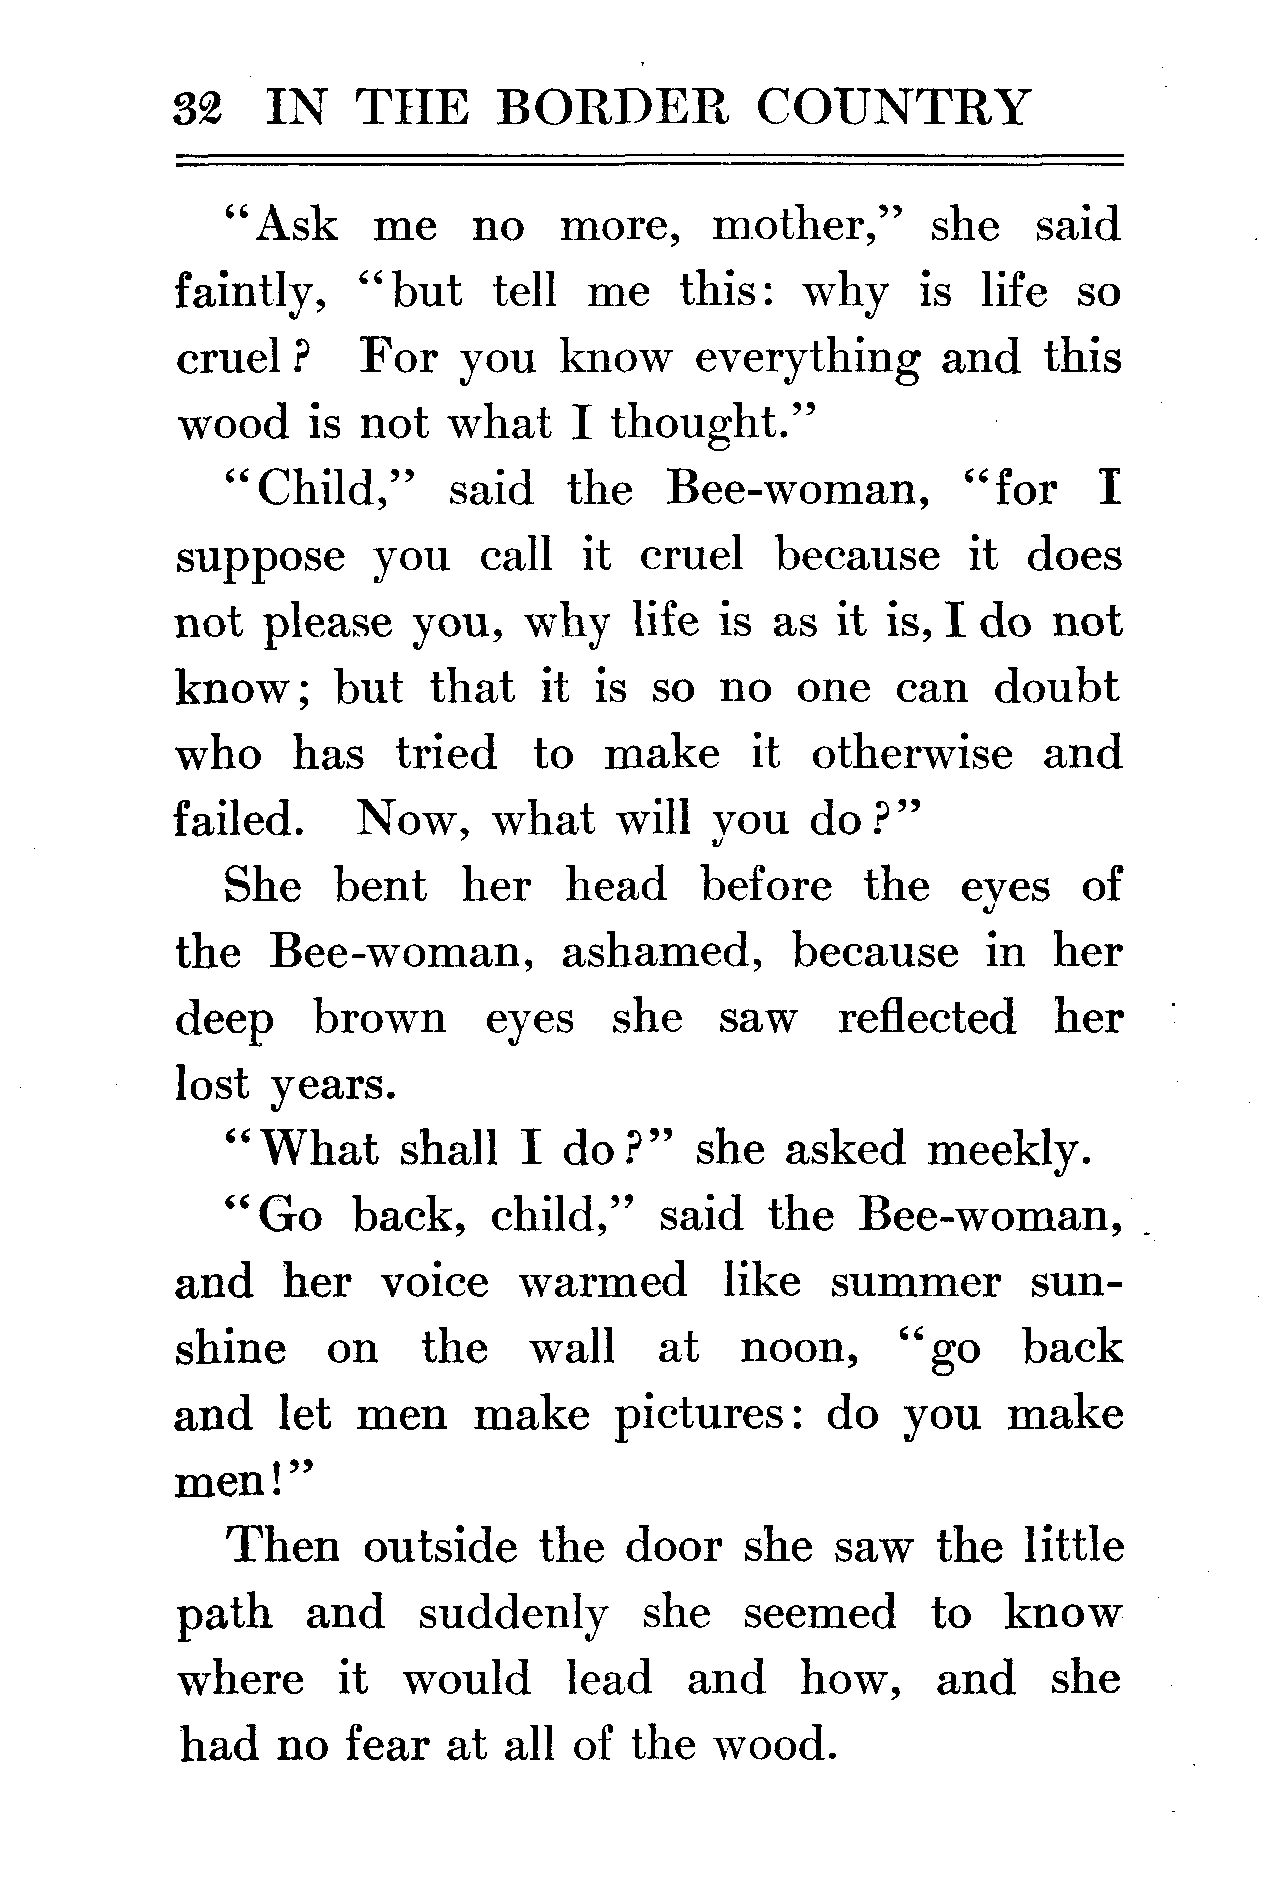 32 IN THE BORDER COUNTRY
“Ask me no more, mother,” she said
faintly, “but tell me this: why is life so
cruel? For you know everything and this
wood is not what I thought.”
“Child,” said the Bee-woman, “for I
suppose you call it cruel because it does
not please you, why life is as it is, I do not
know; but that it is so no one can doubt
who has tried to make it otherwise and
failed. Now, what will you do?”
She bent her head before the eyes of
the Bee-woman, ashamed, because in her
deep brown eyes she saw reflected her
lost years.
“What shall I do?” she asked meekly.
“Go back, child,” said the Bee-woman,
and her voice warmed like summer sun-
shine on the wall at noon, “go back
and let men make pictures: do you make
men!”
Then outside the door she saw the little
path and suddenly she seemed to know
where it would lead and how, and she
had no fear at all of the wood.